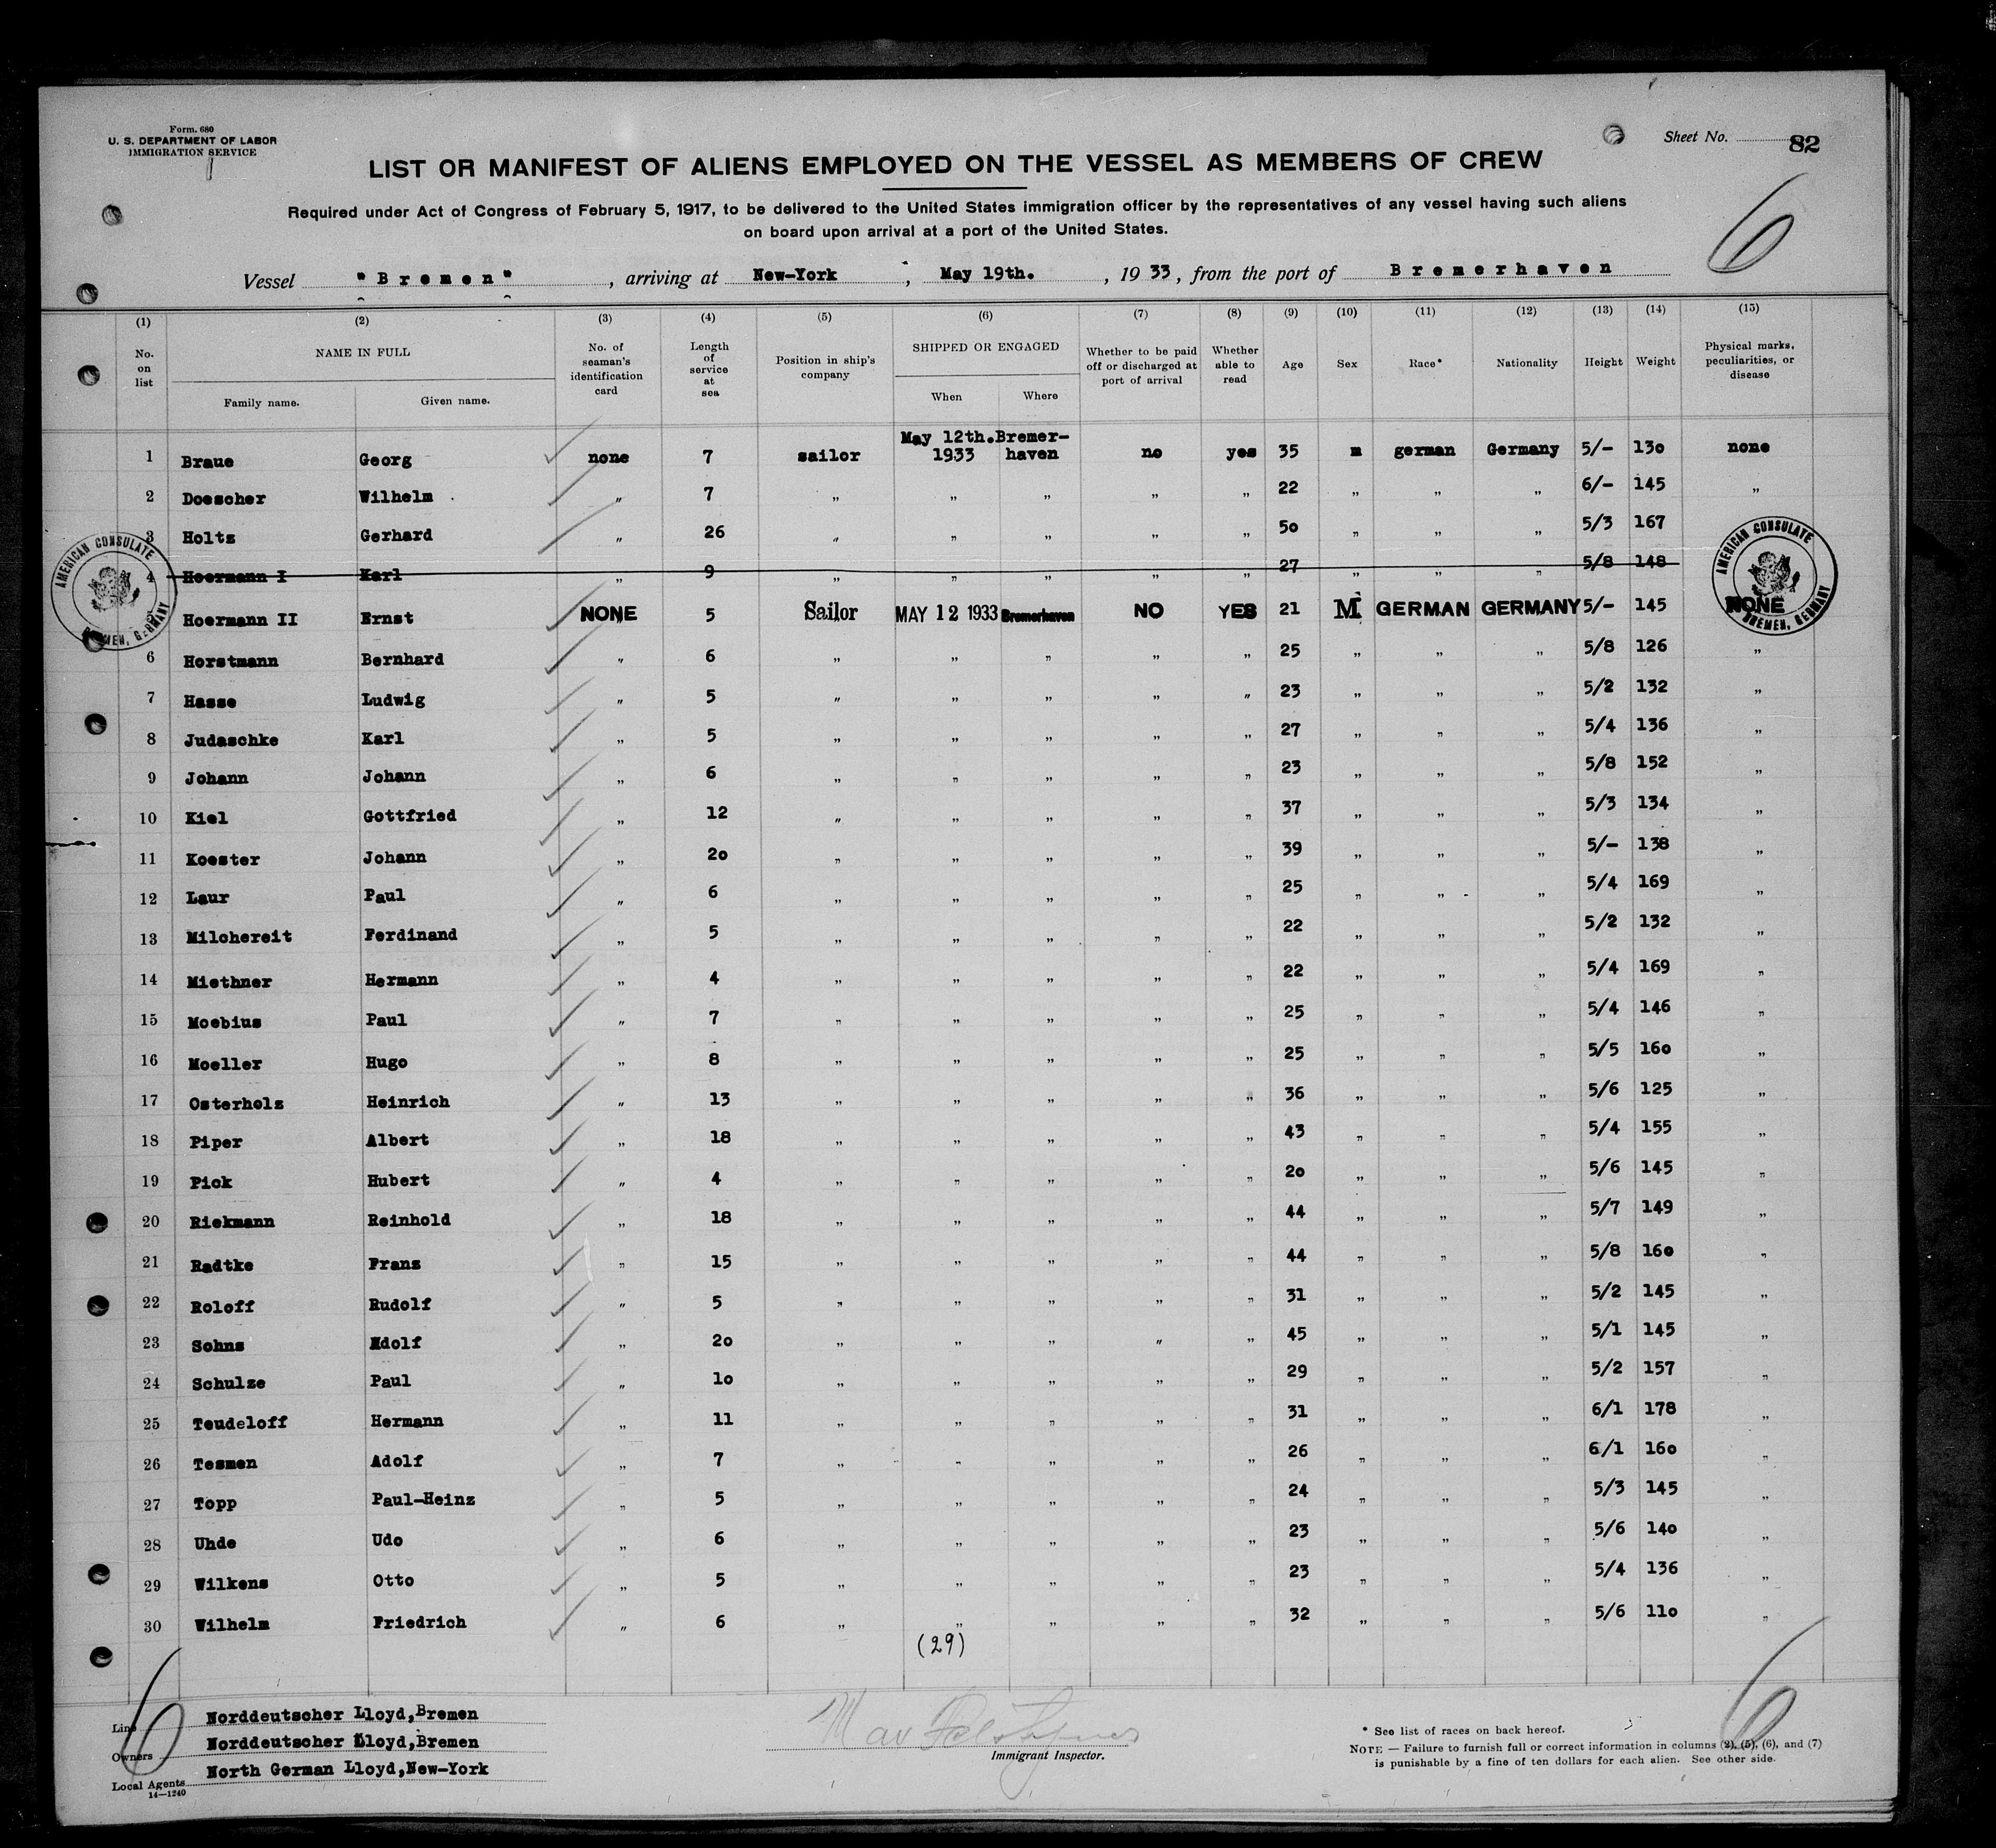 Form. 680
U. S. DEPARTMENT OF LABOR
IMMIGRATION SERVICE
Sheet No. 82
LIST OR MANIFEST OF ALIENS EMPLOYED ON THE VESSEL AS MEMBERS OF CREW
Required under Act of Congress of February 5, 1917, to be delivered to the United States immigration officer by the representatives of any vessel having such aliens
on board upon arrival at a port of the United States.
6
Vessel "Bremen", arriving at New-York, May 19th., 1933, from the port of Bremerhaven
(1) (2) (3) (4) (5) (6) (7) (8) (9) (10) (11) (12) (13) (14) (15)
No. on list NAME IN FULL Family name. Given name. No. of seaman's identification card Length of service at sea Position in ship's company SHIPPED OR ENGAGED When Where Whether to be paid off or discharged at port of arrival Whether able to read Age Sex Race* Nationality Height Weight Physical marks, peculiarities, or disease
1 Braue Georg none 7 sailor May 12th. 1933 Bremer-haven no yes 35 m german Germany 5/- 130 none
2 Doescher Wilhelm " 7 " " " " " 22 " " " 6/- 145 "
3 Holtz Gerhard " 26 " " " " " 50 " " " 5/3 167
4 Hoermann I Karl " 9 " " " " " 27 " " " 5/8 148
AMERICAN CONSULATE BREMEN, GERMANY
AMERICAN CONSULATE BREMEN, GERMANY
5 Hoermann II Ernst NONE 5 Sailor MAY 12 1933 Bremerhaven NO YES 21 M GERMAN GERMANY 5/- 145 NONE
6 Horstmann Bernhard " 6 " " " " " 25 " " " 5/8 126 "
7 Hasse Ludwig " 5 " " " " " 23 " " " 5/2 132 "
8 Judaschke Karl " 5 " " " " " 27 " " " 5/4 136 "
9 Johann Johann " 6 " " " " " 23 " " " 5/8 152 "
10 Kiel Gottfried " 12 " " " " " 37 " " " 5/3 134 "
11 Koester Johann " 20 " " " " " 39 " " " 5/- 138 "
12 Laur Paul " 6 " " " " " 25 " " " 5/4 169 "
13 Milchereit Ferdinand " 5 " " " " " 22 " " " 5/2 132 "
14 Miethner Hermann " 4 " " " " " 22 " " " 5/4 169 "
15 Moebius Paul " 7 " " " " " 25 " " " 5/4 146 "
16 Moeller Hugo " 8 " " " " " 25 " " " 5/5 160 "
17 Osterholz Heinrich " 13 " " " " " 36 " " " 5/6 125 "
18 Piper Albert " 18 " " " " " 43 " " " 5/4 155 "
19 Pick Hubert " 4 " " " " " 20 " " " 5/6 145 "
20 Riekmann Reinhold " 18 " " " " " 44 " " " 5/7 149 "
21 Radtke Franz " 15 " " " " " 44 " " " 5/8 160 "
22 Roloff Rudolf " 5 " " " " " 31 " " " 5/2 145 "
23 Sohns Adolf " 20 " " " " " 45 " " " 5/1 145 "
24 Schulze Paul " 10 " " " " " 29 " " " 5/2 157 "
25 Teudeloff Hermann " 11 " " " " " 31 " " " 6/1 178 "
26 Tesmen Adolf " 7 " " " " " 26 " " " 6/1 160 "
27 Topp Paul-Heinz " 5 " " " " " 24 " " " 5/3 145 "
28 Uhde Udo " 6 " " " " " 23 " " " 5/6 140 "
29 Wilkens Otto " 5 " " " " " 23 " " " 5/4 136 "
30 Wilhelm Friedrich " 6 " " " " " 32 " " " 5/6 110 "
(29)
6
6
Line Norddeutscher Lloyd, Bremen
Owners Norddeutscher Lloyd, Bremen
Local Agents North German Lloyd, New-York
14—1240
Max
Immigrant Inspector.
* See list of races on back hereof.
NOTE — Failure to furnish full or correct information in columns (2), (5), (6), and (7)
is punishable by a fine of ten dollars for each alien. See other side.